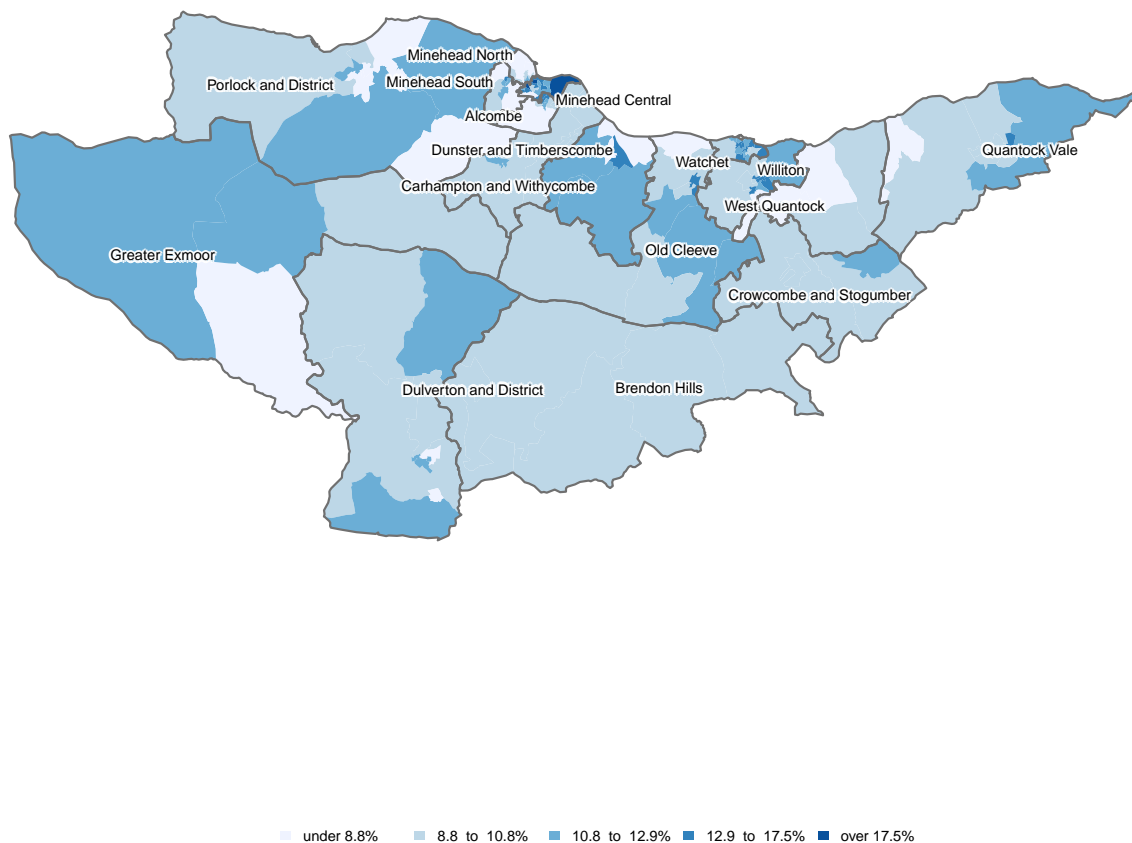 Minehead North
Porlock and District
Minehead South
Minehead Central
Alcombe
Dunster and Timberscombe
Quantock Vale
Watchet
Williton
Carhampton and Withycombe
West Quantock
Greater Exmoor
Old Cleeve
Crowcombe and Stogumber
Dulverton and District
Brendon Hills
under 8.8%
8.8 to 10.8%
10.8 to 12.9%
12.9 to 17.5%
over 17.5%